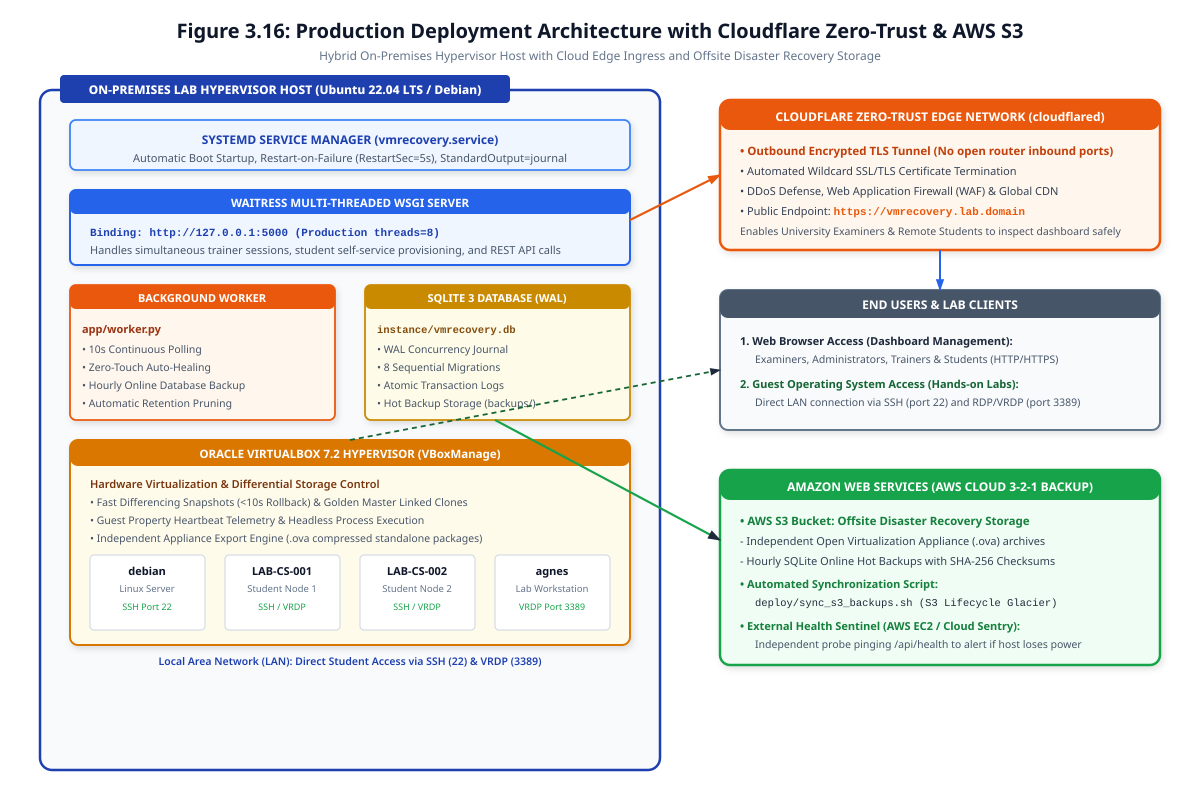 Figure 3.16: Production Deployment Architecture with Cloudflare Zero-Trust & AWS S3
Hybrid On-Premises Hypervisor Host with Cloud Edge Ingress and Offsite Disaster Recovery Storage
ON-PREMISES LAB HYPERVISOR HOST (Ubuntu 22.04 LTS / Debian)
SYSTEMD SERVICE MANAGER (vmrecovery.service)
Automatic Boot Startup, Restart-on-Failure (RestartSec=5s), StandardOutput=journal
WAITRESS MULTI-THREADED WSGI SERVER
Binding: http://127.0.0.1:5000 (Production threads=8)
Handles simultaneous trainer sessions, student self-service provisioning, and REST API calls
BACKGROUND WORKER
app/worker.py
• 10s Continuous Polling
• Zero-Touch Auto-Healing
• Hourly Online Database Backup
• Automatic Retention Pruning
SQLITE 3 DATABASE (WAL)
instance/vmrecovery.db
• WAL Concurrency Journal
• 8 Sequential Migrations
• Atomic Transaction Logs
• Hot Backup Storage (backups/)
ORACLE VIRTUALBOX 7.2 HYPERVISOR (VBoxManage)
Hardware Virtualization & Differential Storage Control
• Fast Differencing Snapshots (<10s Rollback) & Golden Master Linked Clones
• Guest Property Heartbeat Telemetry & Headless Process Execution
• Independent Appliance Export Engine (.ova compressed standalone packages)
debian
Linux Server
SSH Port 22
LAB-CS-001
Student Node 1
SSH / VRDP
LAB-CS-002
Student Node 2
SSH / VRDP
agnes
Lab Workstation
VRDP Port 3389
Local Area Network (LAN): Direct Student Access via SSH (22) & VRDP (3389)
CLOUDFLARE ZERO-TRUST EDGE NETWORK (cloudflared)
• Outbound Encrypted TLS Tunnel (No open router inbound ports)
• Automated Wildcard SSL/TLS Certificate Termination
• DDoS Defense, Web Application Firewall (WAF) & Global CDN
• Public Endpoint: https://vmrecovery.lab.domain
Enables University Examiners & Remote Students to inspect dashboard safely
END USERS & LAB CLIENTS
1. Web Browser Access (Dashboard Management):
Examiners, Administrators, Trainers & Students (HTTP/HTTPS)
2. Guest Operating System Access (Hands-on Labs):
Direct LAN connection via SSH (port 22) and RDP/VRDP (port 3389)
AMAZON WEB SERVICES (AWS CLOUD 3-2-1 BACKUP)
• AWS S3 Bucket: Offsite Disaster Recovery Storage
- Independent Open Virtualization Appliance (.ova) archives
- Hourly SQLite Online Hot Backups with SHA-256 Checksums
• Automated Synchronization Script:
deploy/sync_s3_backups.sh (S3 Lifecycle Glacier)
• External Health Sentinel (AWS EC2 / Cloud Sentry):
Independent probe pinging /api/health to alert if host loses power